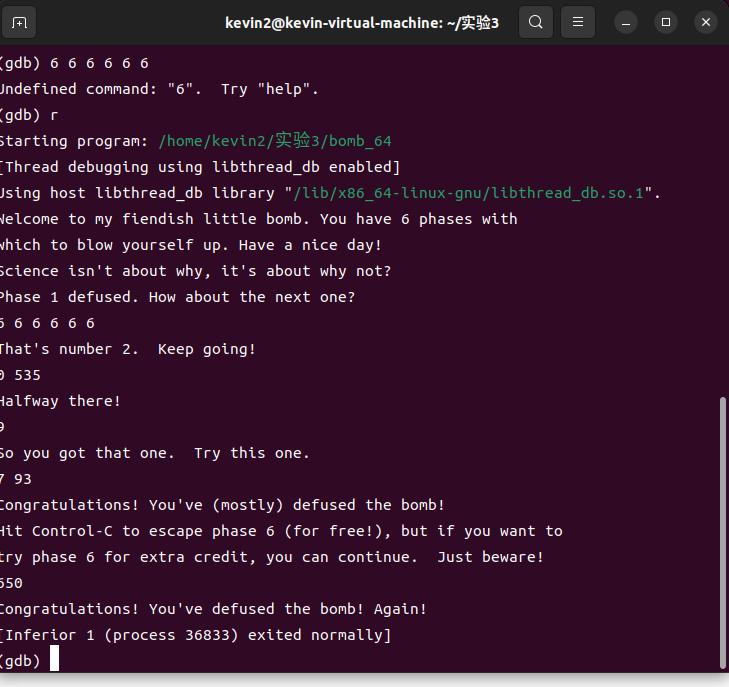 kevin2@kevin-virtual-machine: ~/实验3
(gdb) 6 6 6 6 6 6
Undefined command: "6".  Try "help".
(gdb) r
Starting program: /home/kevin2/实验3/bomb_64
[Thread debugging using libthread_db enabled]
Using host libthread_db library "/lib/x86_64-linux-gnu/libthread_db.so.1".
Welcome to my fiendish little bomb. You have 6 phases with
which to blow yourself up. Have a nice day!
Science isn't about why, it's about why not?
Phase 1 defused. How about the next one?
6 6 6 6 6 6
That's number 2.  Keep going!
0 535
Halfway there!
9
So you got that one.  Try this one.
7 93
Congratulations! You've (mostly) defused the bomb!
Hit Control-C to escape phase 6 (for free!), but if you want to
try phase 6 for extra credit, you can continue.  Just beware!
650
Congratulations! You've defused the bomb! Again!
[Inferior 1 (process 36833) exited normally]
(gdb)